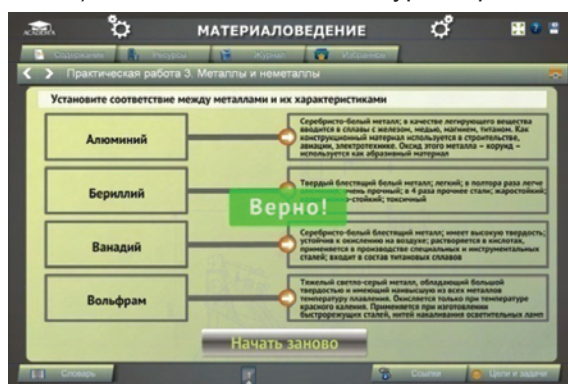 ACADEMIA
МАТЕРИАЛОВЕДЕНИЕ
Содержание
Ресурсы
Журнал
Избранное
Практическая работа 3. Металлы и неметаллы
Установите соответствие между металлами и их характеристиками
Алюминий
Серебристо-белый металл; в качестве легирующего вещества
вводится в сплавы с железом, медью, магнием, титаном. Как
конструкционный материал используется в строительстве,
авиации, электротехнике. Оксид этого металла – корунд –
используется как абразивный материал
Бериллий
Твердый блестящий белый металл; легкий; в полтора раза легче
очень прочный; в 4 раза прочнее стали; жаростойкий;
-стойкий; токсичный
Верно!
Ванадий
Серебристо-белый блестящий металл; имеет высокую твердость;
устойчив к окислению на воздухе; растворяется в кислотах,
применяется в производстве специальных и инструментальных
сталей; входит в состав титановых сплавов
Вольфрам
Тяжелый светло-серый металл, обладающий большой
твердостью и имеющий наивысшую из всех металлов
температуру плавления. Окисляется только при температуре
красного каления. Применяется при изготовлении
быстрорежущих сталей, нитей накаливания осветительных ламп
Начать заново
Словарь
Ссылки
Цели и задачи